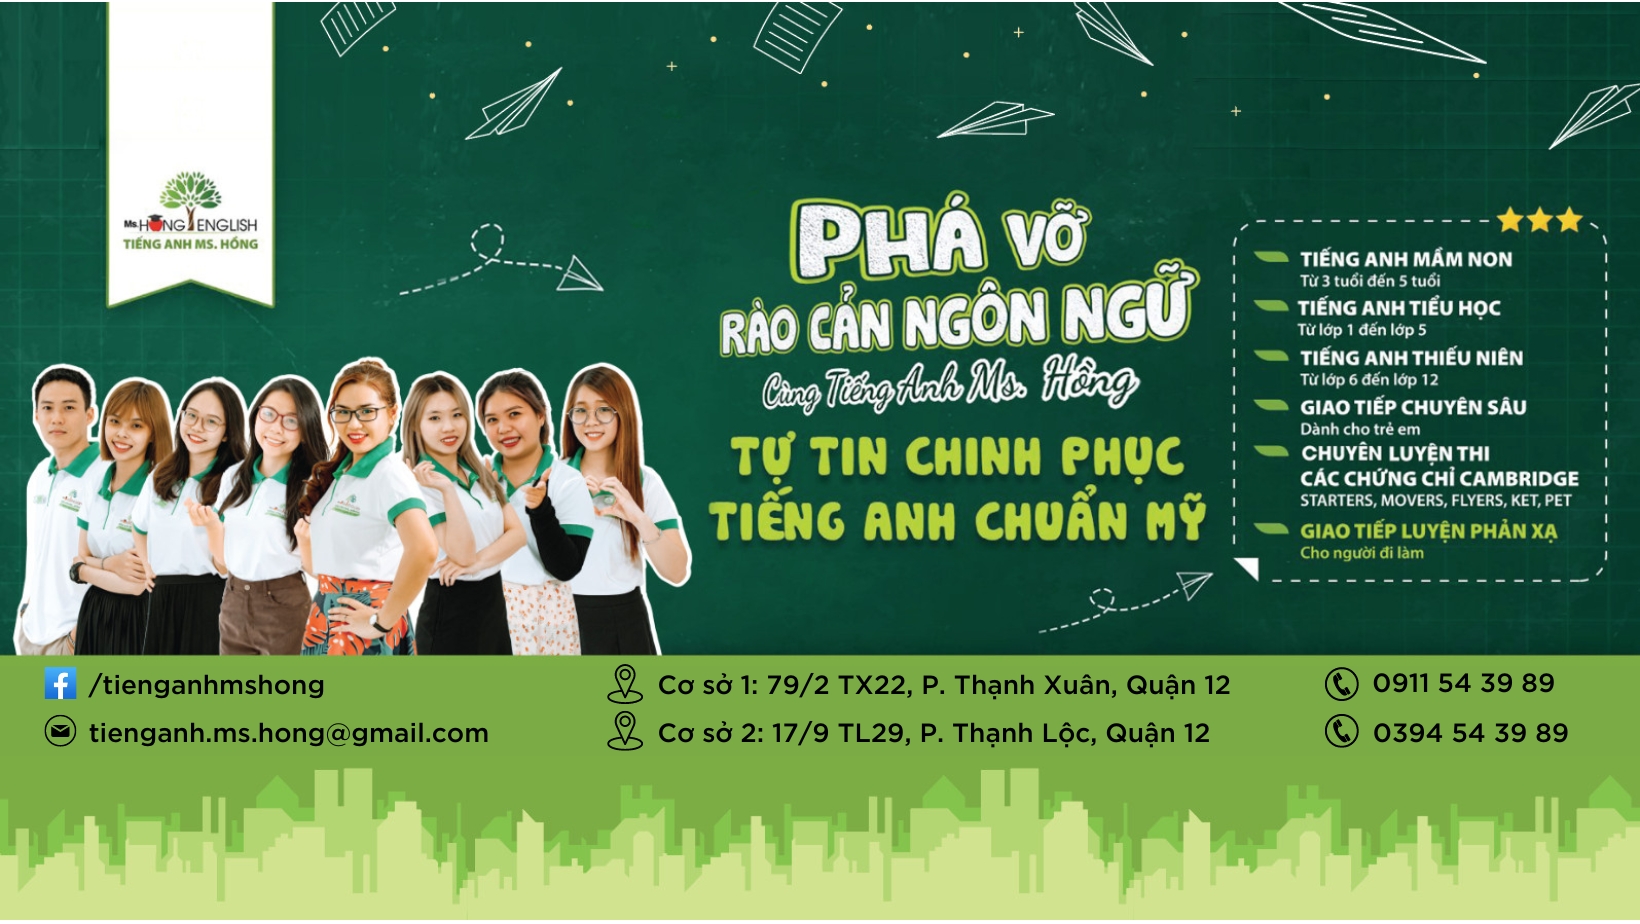 Ms. HỒNG ENGLISH
TIẾNG ANH MS. HỒNG
PHÁ VỠ
RÀO CẢN NGÔN NGỮ
Cùng Tiếng Anh Ms. Hồng
TỰ TIN CHINH PHỤC
TIẾNG ANH CHUẨN MỸ
TIẾNG ANH MẦM NON
Từ 3 tuổi đến 5 tuổi
TIẾNG ANH TIỂU HỌC
Từ lớp 1 đến lớp 5
TIẾNG ANH THIẾU NIÊN
Từ lớp 6 đến lớp 12
GIAO TIẾP CHUYÊN SÂU
Dành cho trẻ em
CHUYÊN LUYỆN THI
CÁC CHỨNG CHỈ CAMBRIDGE
STARTERS, MOVERS, FLYERS, KET, PET
GIAO TIẾP LUYỆN PHẢN XẠ
Cho người đi làm
/tienganhmshong
tienganh.ms.hong@gmail.com
Cơ sở 1: 79/2 TX22, P. Thạnh Xuân, Quận 12
Cơ sở 2: 17/9 TL29, P. Thạnh Lộc, Quận 12
0911 54 39 89
0394 54 39 89